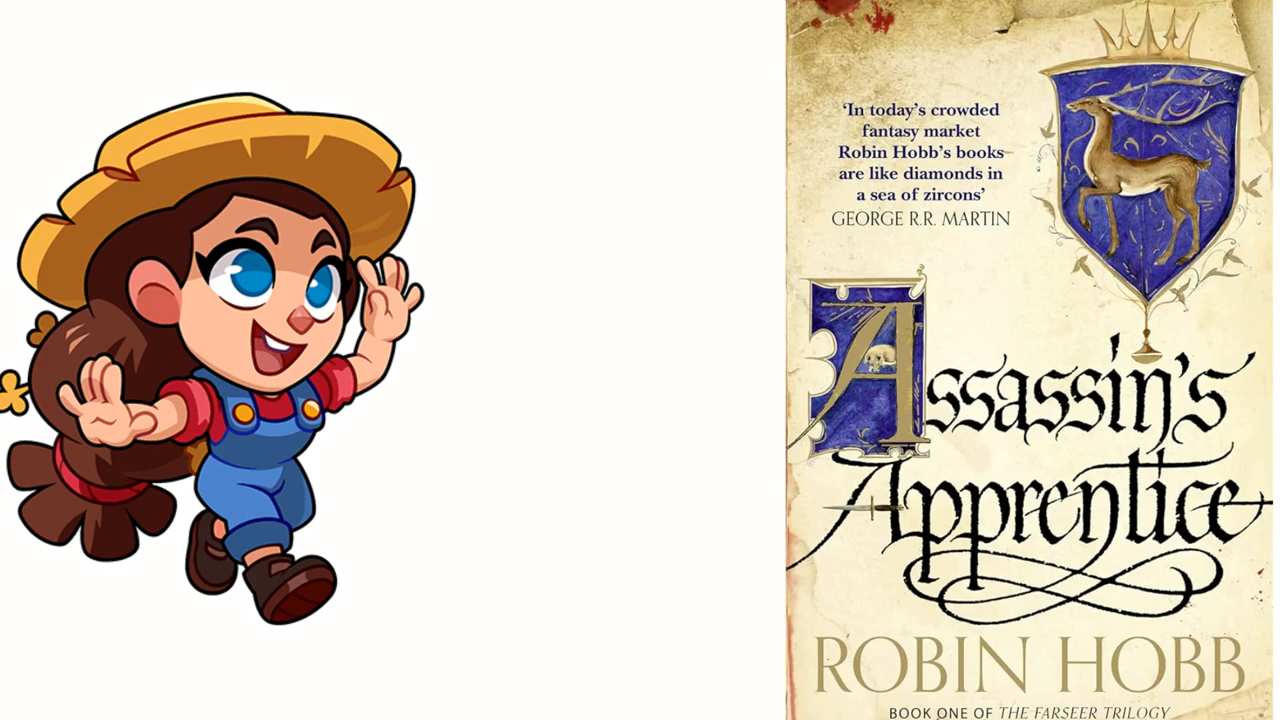 ‘In today’s crowded
fantasy market
Robin Hobb’s books
are like diamonds in
a sea of zircons’
GEORGE R.R. MARTIN
Assassin’s
Apprentice
ROBIN HOBB
BOOK ONE OF THE FARSEER TRILOGY